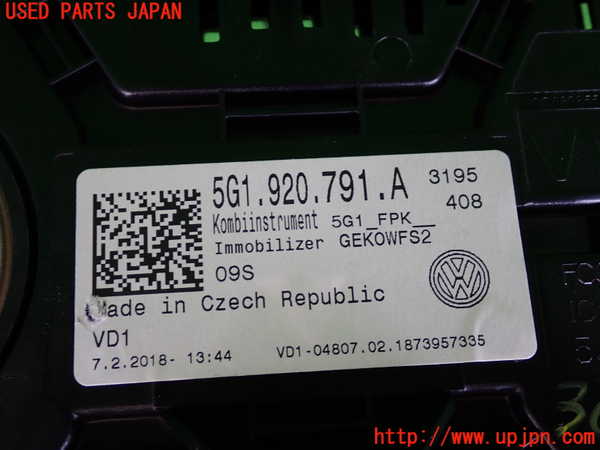 USED PARTS JAPAN
5G1.920.791.A 3195
Kombiinstrument 5G1_FPK__ 408
Immobilizer GEKOWFS2
09S
Made in Czech Republic
VD1
7.2.2018- 13:44 VD1-04807.02.1873957335
http://www.upjpn.com/